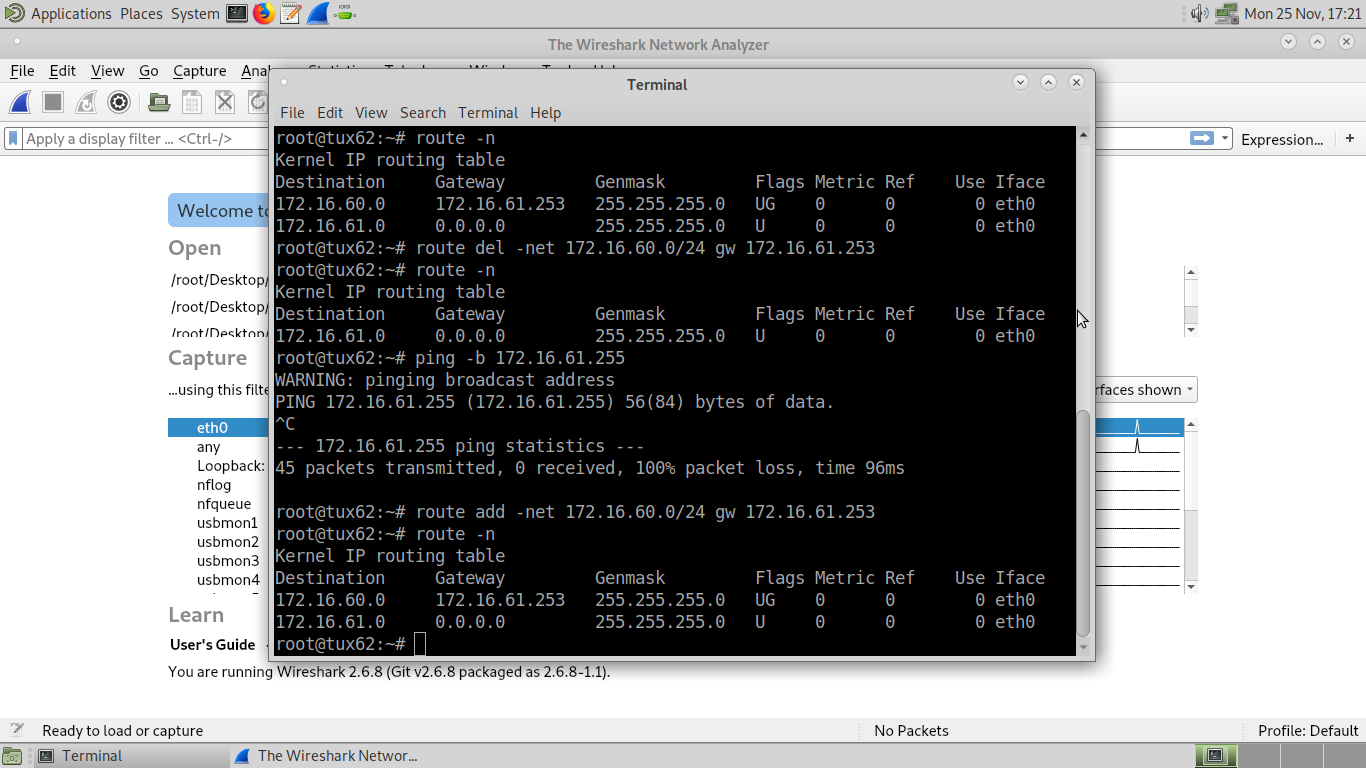 Applications Places System Mon 25 Nov, 17:21
The Wireshark Network Analyzer
File Edit View Go Capture
Apply a display filter ... <Ctrl-/> Expression... +
Terminal
File Edit View Search Terminal Help
root@tux62:~# route -n
Kernel IP routing table
Destination Gateway Genmask Flags Metric Ref Use Iface
172.16.60.0 172.16.61.253 255.255.255.0 UG 0 0 0 eth0
172.16.61.0 0.0.0.0 255.255.255.0 U 0 0 0 eth0
root@tux62:~# route del -net 172.16.60.0/24 gw 172.16.61.253
root@tux62:~# route -n
Kernel IP routing table
Destination Gateway Genmask Flags Metric Ref Use Iface
172.16.61.0 0.0.0.0 255.255.255.0 U 0 0 0 eth0
root@tux62:~# ping -b 172.16.61.255
WARNING: pinging broadcast address
PING 172.16.61.255 (172.16.61.255) 56(84) bytes of data.
^C
--- 172.16.61.255 ping statistics ---
45 packets transmitted, 0 received, 100% packet loss, time 96ms
root@tux62:~# route add -net 172.16.60.0/24 gw 172.16.61.253
root@tux62:~# route -n
Kernel IP routing table
Destination Gateway Genmask Flags Metric Ref Use Iface
172.16.60.0 172.16.61.253 255.255.255.0 UG 0 0 0 eth0
172.16.61.0 0.0.0.0 255.255.255.0 U 0 0 0 eth0
root@tux62:~#
Welcome to
Open
/root/Desktop/
/root/Desktop/
/root/Desktop/
Capture
...using this filte
rfaces shown
eth0
any
Loopback:
nflog
nfqueue
usbmon1
usbmon2
usbmon3
usbmon4
Learn
User's Guide
You are running Wireshark 2.6.8 (Git v2.6.8 packaged as 2.6.8-1.1).
Ready to load or capture No Packets Profile: Default
Terminal The Wireshark Networ...